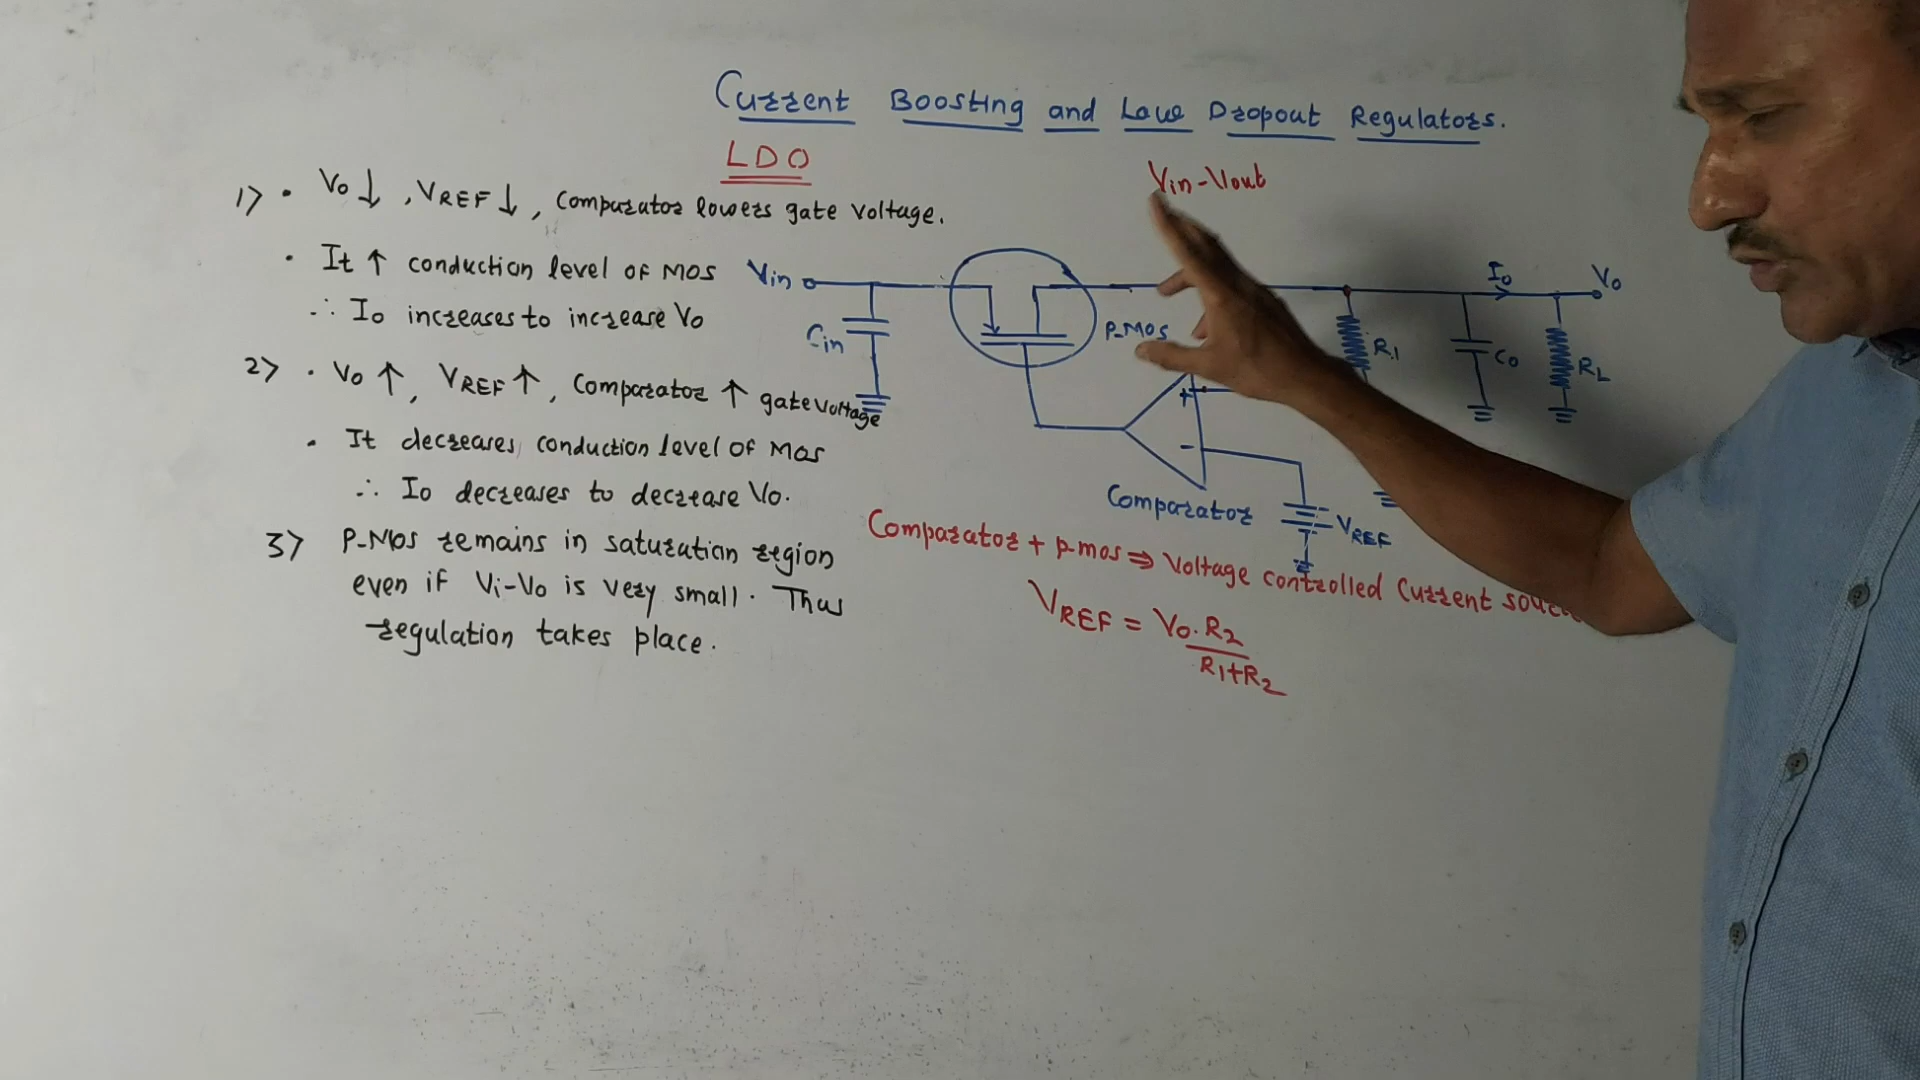 Current Boosting and Low Dropout Regulators.
LDO
Vin-Vout
1) • Vo ↓, VREF ↓, Comparator lowers gate voltage.
• It ↑ conduction level of MOS
∴ Io increases to increase Vo
2) • Vo ↑, VREF ↑, Comparator ↑ gate voltage
• It decreases conduction level of Mos
∴ Io decreases to decrease Vo.
3) P-Mos remains in saturation region
even if Vi-Vo is very small. Thus
regulation takes place.
Vin
Cin
P-MOS
R1
Io
Vo
Co
RL
+
-
Comparator
VREF
Comparator + p-mos ⇒ Voltage controlled Current
VREF = Vo.R2
R1+R2